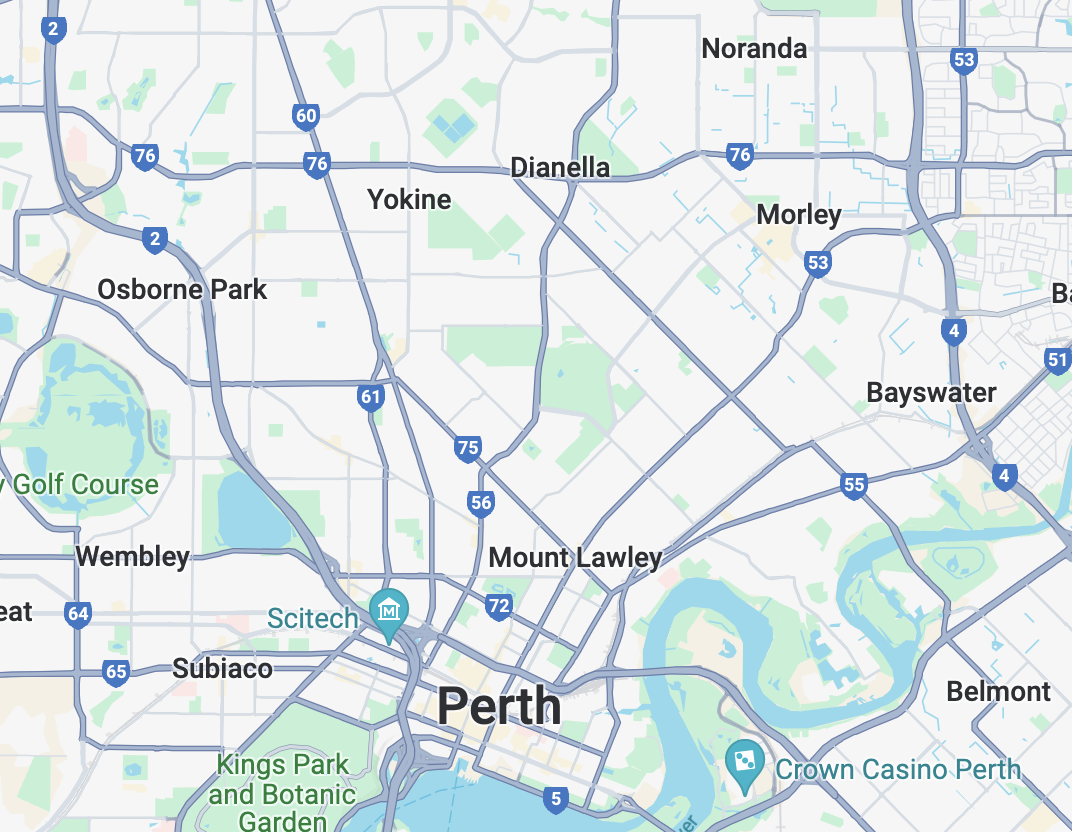 2
Noranda
53
60
76
76
Dianella
76
Yokine
Morley
2
53
Osborne Park
Ba
4
51
61
Bayswater
75
y Golf Course
4
55
56
Wembley
Mount Lawley
eat
64
Scitech
72
65
Subiaco
Perth
Belmont
Kings Park
and Botanic
Garden
Crown Casino Perth
5
ver